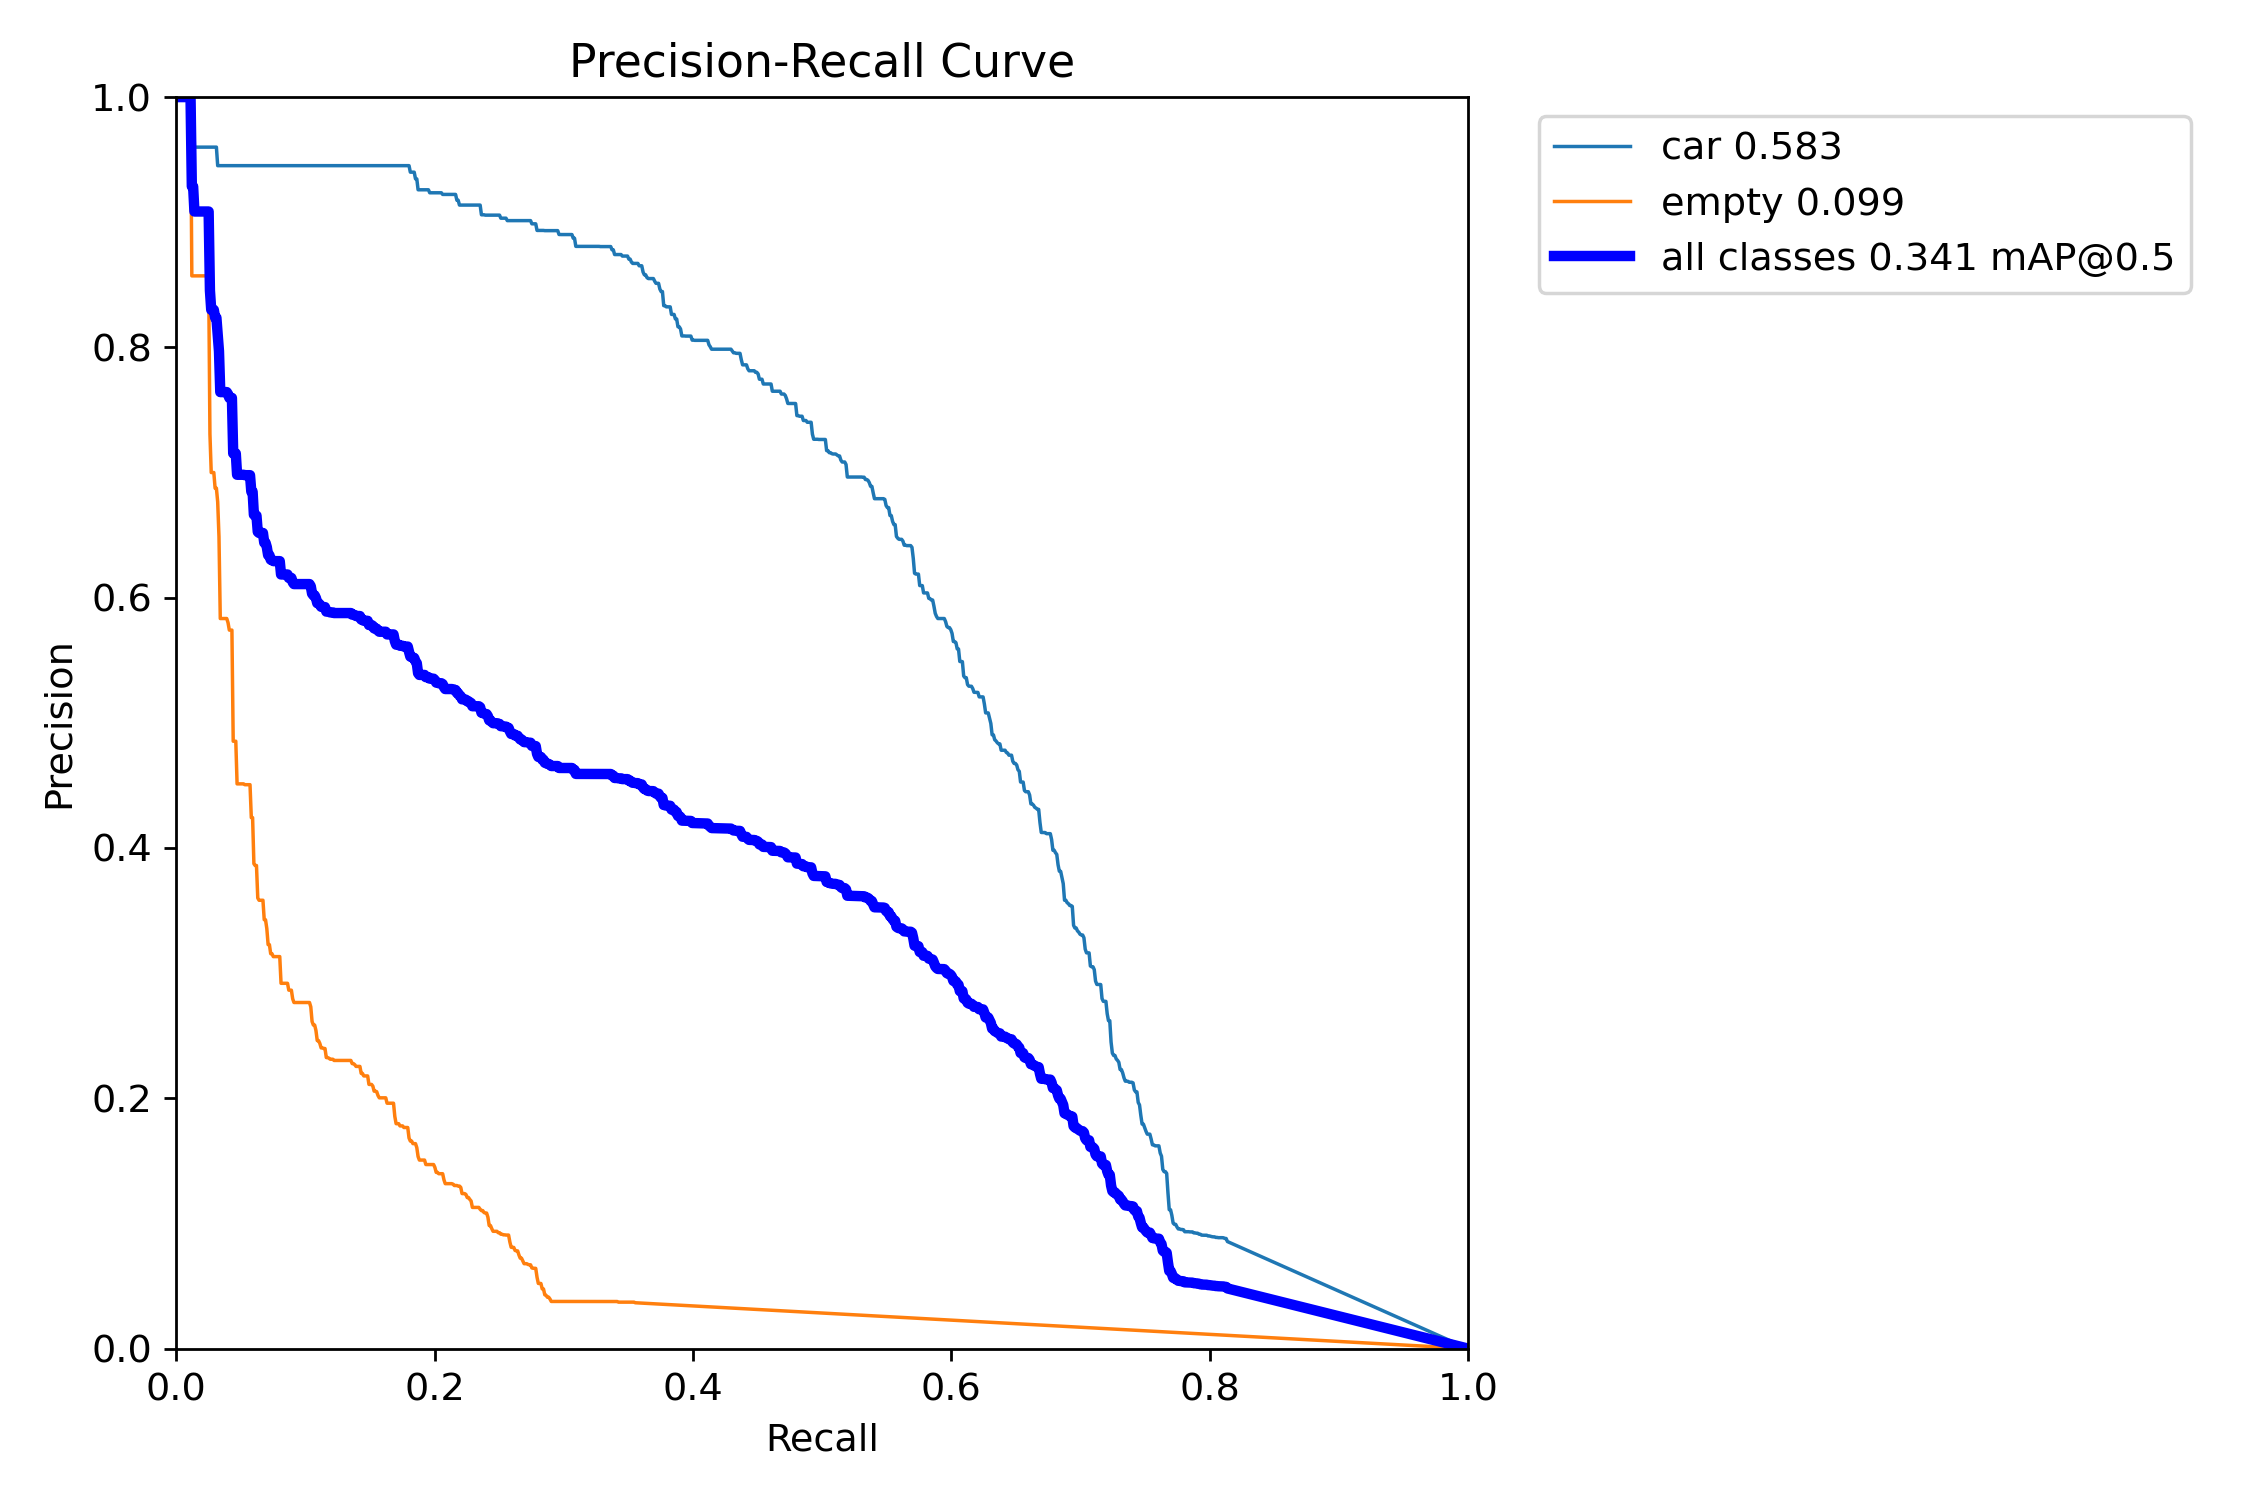 Precision-Recall Curve
1.0
0.8
0.6
0.4
0.2
0.0
Precision
0.0 0.2 0.4 0.6 0.8 1.0
Recall
car 0.583
empty 0.099
all classes 0.341 mAP@0.5